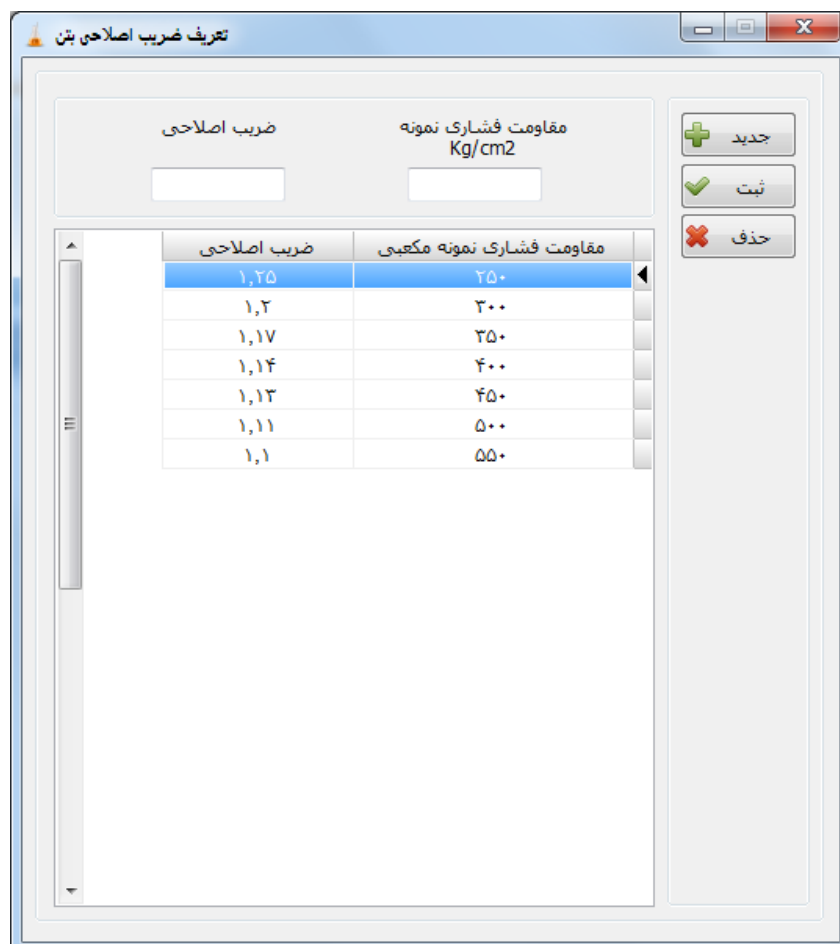 تعریف ضریب اصلاحی بتن
جدید
ثبت
حذف
مقاومت فشاری نمونه ضریب اصلاحی
Kg/cm2
مقاومت فشاری نمونه مکعبی ضریب اصلاحی
۲۵۰ ۱,۲۵
۳۰۰ ۱,۲
۳۵۰ ۱,۱۷
۴۰۰ ۱,۱۴
۴۵۰ ۱,۱۳
۵۰۰ ۱,۱۱
۵۵۰ ۱,۱